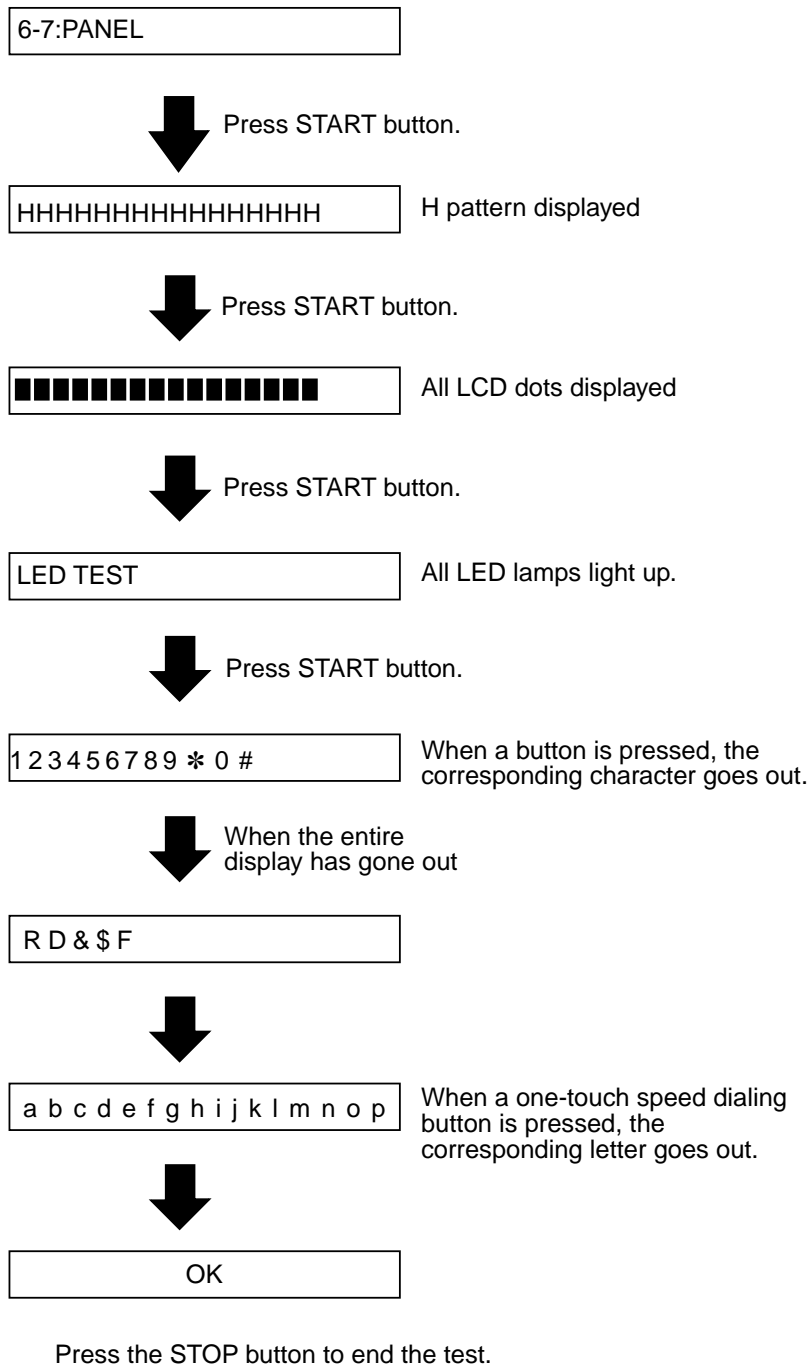 6-7:PANEL
Press START button.
HHHHHHHHHHHHHHHH
H pattern displayed
Press START button.
■■■■■■■■■■■■■■■■
All LCD dots displayed
Press START button.
LED TEST
All LED lamps light up.
Press START button.
1 2 3 4 5 6 7 8 9 ✻ 0 #
When a button is pressed, the
corresponding character goes out.
When the entire
display has gone out
R D & $ F
a b c d e f g h i j k l m n o p
When a one-touch speed dialing
button is pressed, the
corresponding letter goes out.
OK
Press the STOP button to end the test.